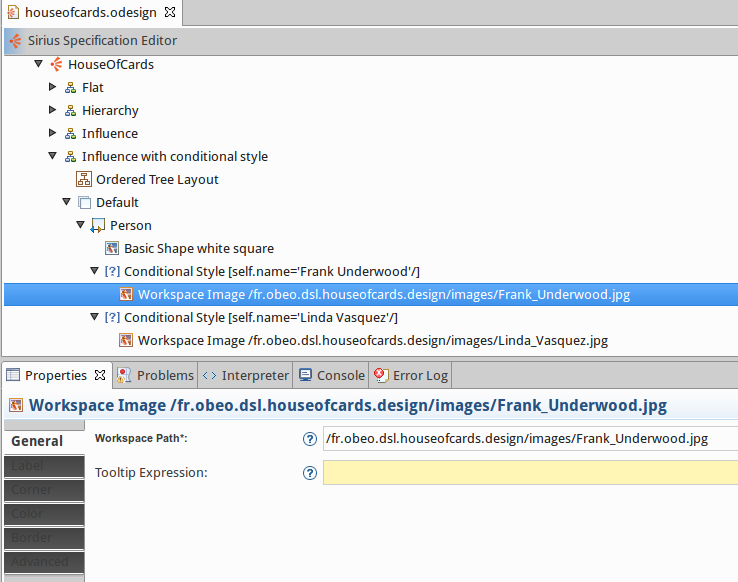 houseofcards.odesign
Sirius Specification Editor
HouseOfCards
Flat
Hierarchy
Influence
Influence with conditional style
Ordered Tree Layout
Default
Person
Basic Shape white square
[?] Conditional Style [self.name='Frank Underwood'/]
Workspace Image /fr.obeo.dsl.houseofcards.design/images/Frank_Underwood.jpg
[?] Conditional Style [self.name='Linda Vasquez'/]
Workspace Image /fr.obeo.dsl.houseofcards.design/images/Linda_Vasquez.jpg
Properties Problems Interpreter Console Error Log
Workspace Image /fr.obeo.dsl.houseofcards.design/images/Frank_Underwood.jpg
General Workspace Path*: ? /fr.obeo.dsl.houseofcards.design/images/Frank_Underwood.jpg
Label Tooltip Expression: ?
Corner
Color
Border
Advanced